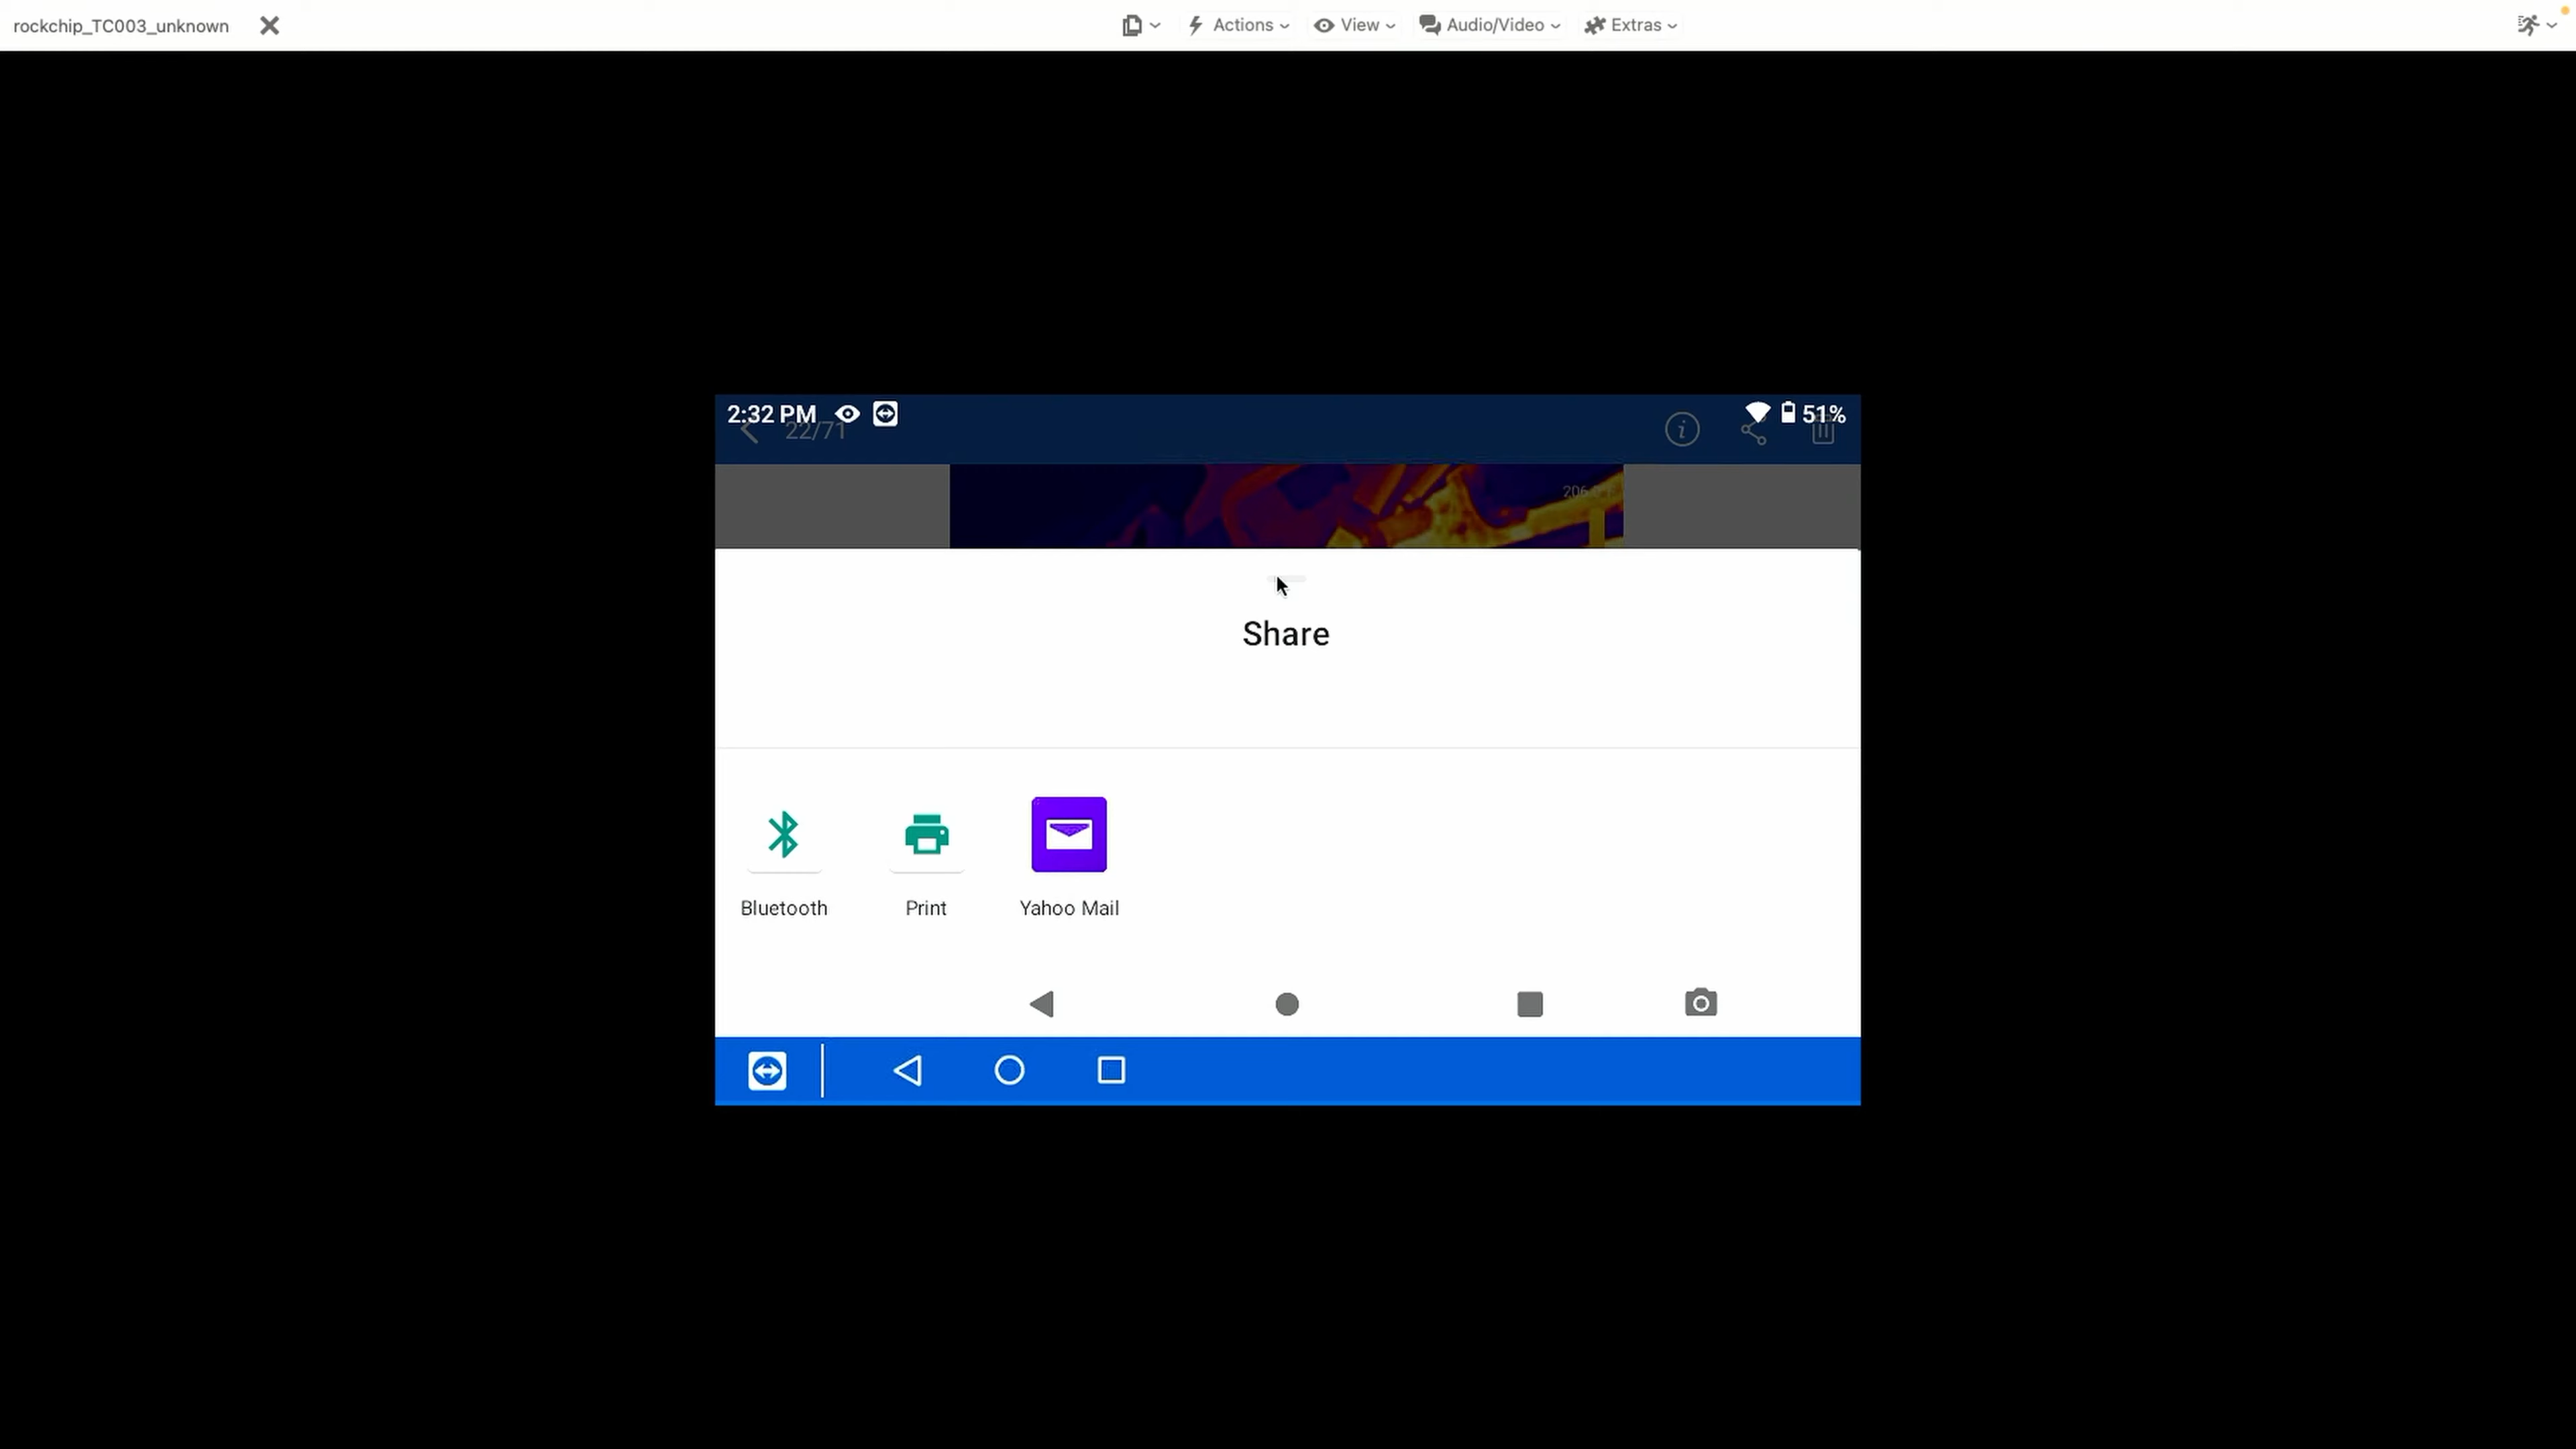 rockchip_TC003_unknown
Actions
View
Audio/Video
Extras
2:32 PM
51%
22/71
Share
Bluetooth
Print
Yahoo Mail